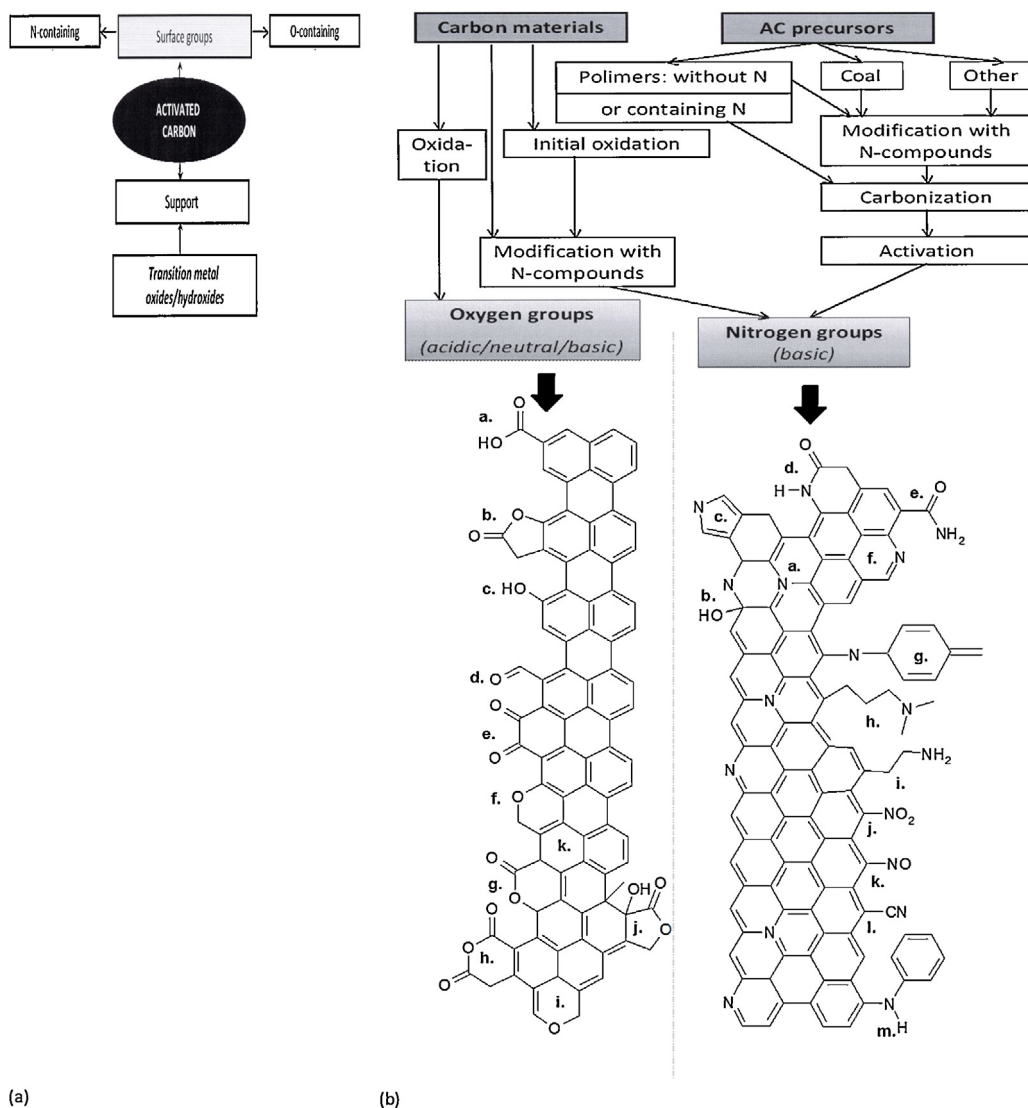 N-containing
Surface groups
O-containing
ACTIVATED
CARBON
Support
Transition metal
oxides/hydroxides
(a)
Carbon materials
AC precursors
Polimers: without N
or containing N
Coal
Other
Oxida-
tion
Initial oxidation
Modification with
N-compounds
Carbonization
Modification with
N-compounds
Activation
Oxygen groups
(acidic/neutral/basic)
Nitrogen groups
(basic)
a.
O
HO
b.
O
O
c.
HO
d.
O
O
e.
O
f.
O
k.
O
g.
O
O
h.
O
O
OH
O
j.
O
i.
O
O
d.
H
N
e.
O
NH2
N
c.
f.
N
a.
N
N
b.
HO
N
g.
N
h.
N
N
NH2
i.
NO2
j.
NO
k.
CN
l.
N
N
N
H
m.
(b)